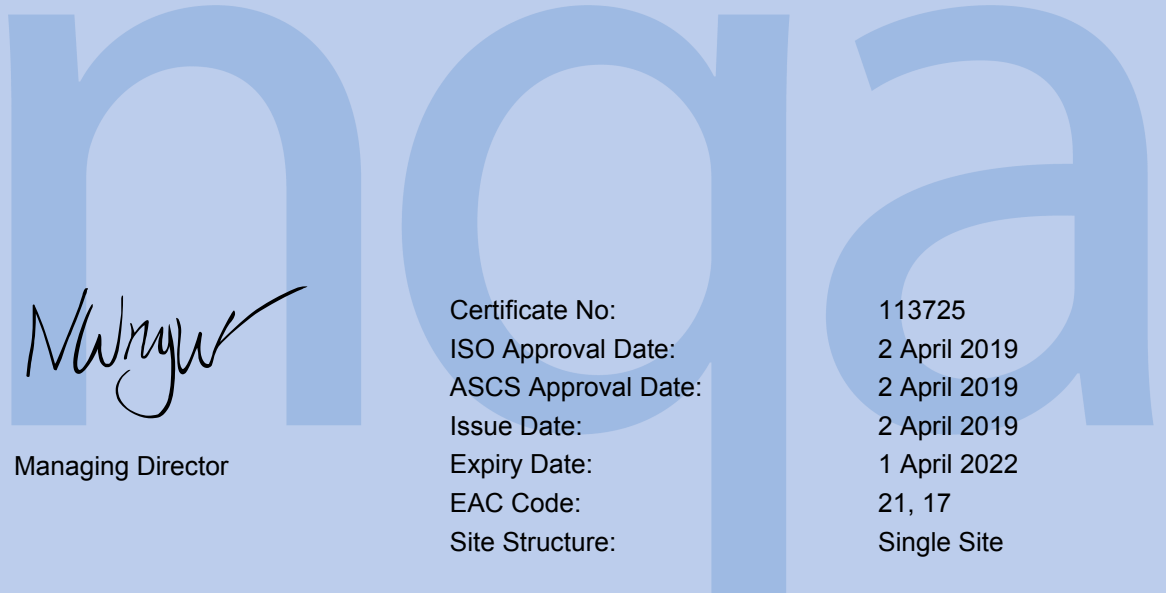 nqa
Certificate No: 113725
ISO Approval Date: 2 April 2019
ASCS Approval Date: 2 April 2019
Issue Date: 2 April 2019
Managing Director
Expiry Date: 1 April 2022
EAC Code: 21, 17
Site Structure: Single Site